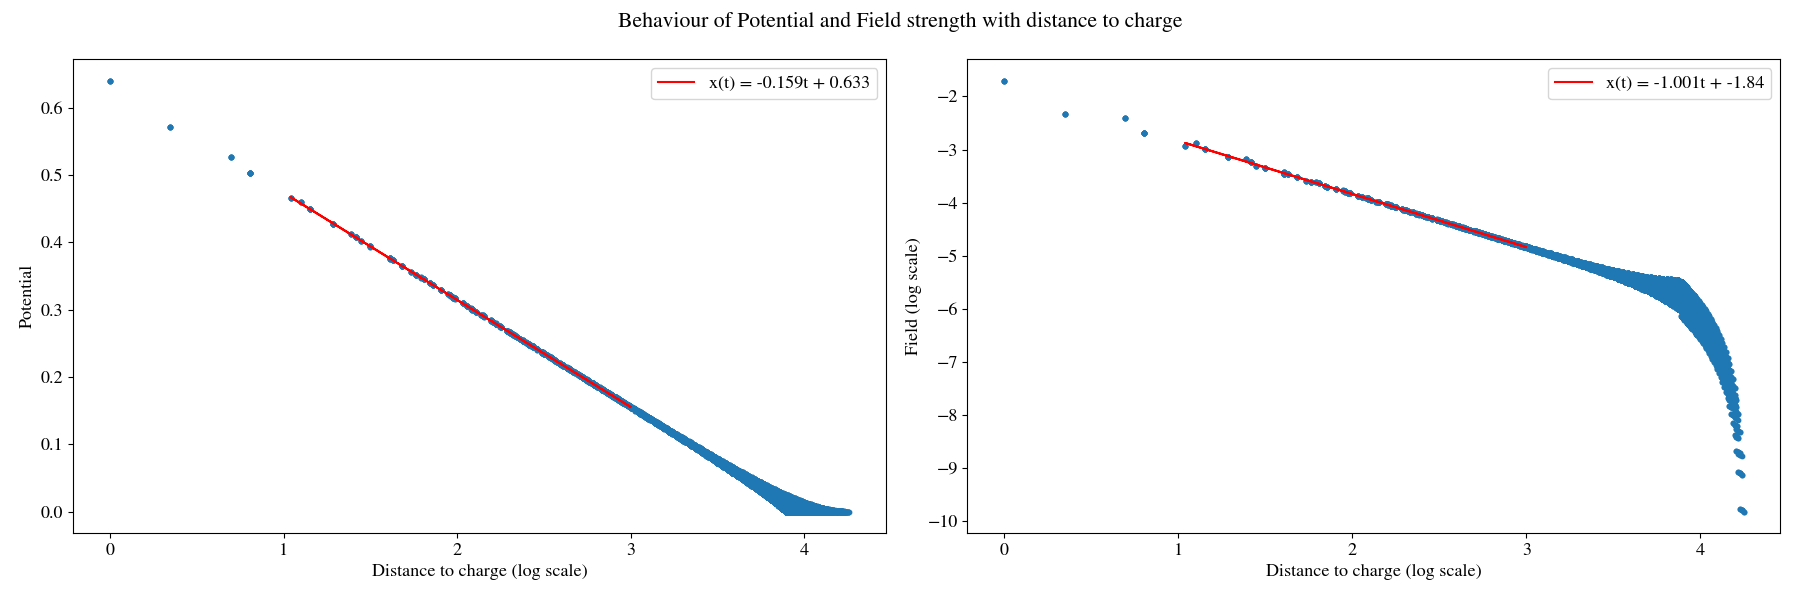 Behaviour of Potential and Field strength with distance to charge
x(t) = -0.159t + 0.633
Potential
0.6
0.5
0.4
0.3
0.2
0.1
0.0
0 1 2 3 4
Distance to charge (log scale)
x(t) = -1.001t + -1.84
Field (log scale)
−2
−3
−4
−5
−6
−7
−8
−9
−10
0 1 2 3 4
Distance to charge (log scale)